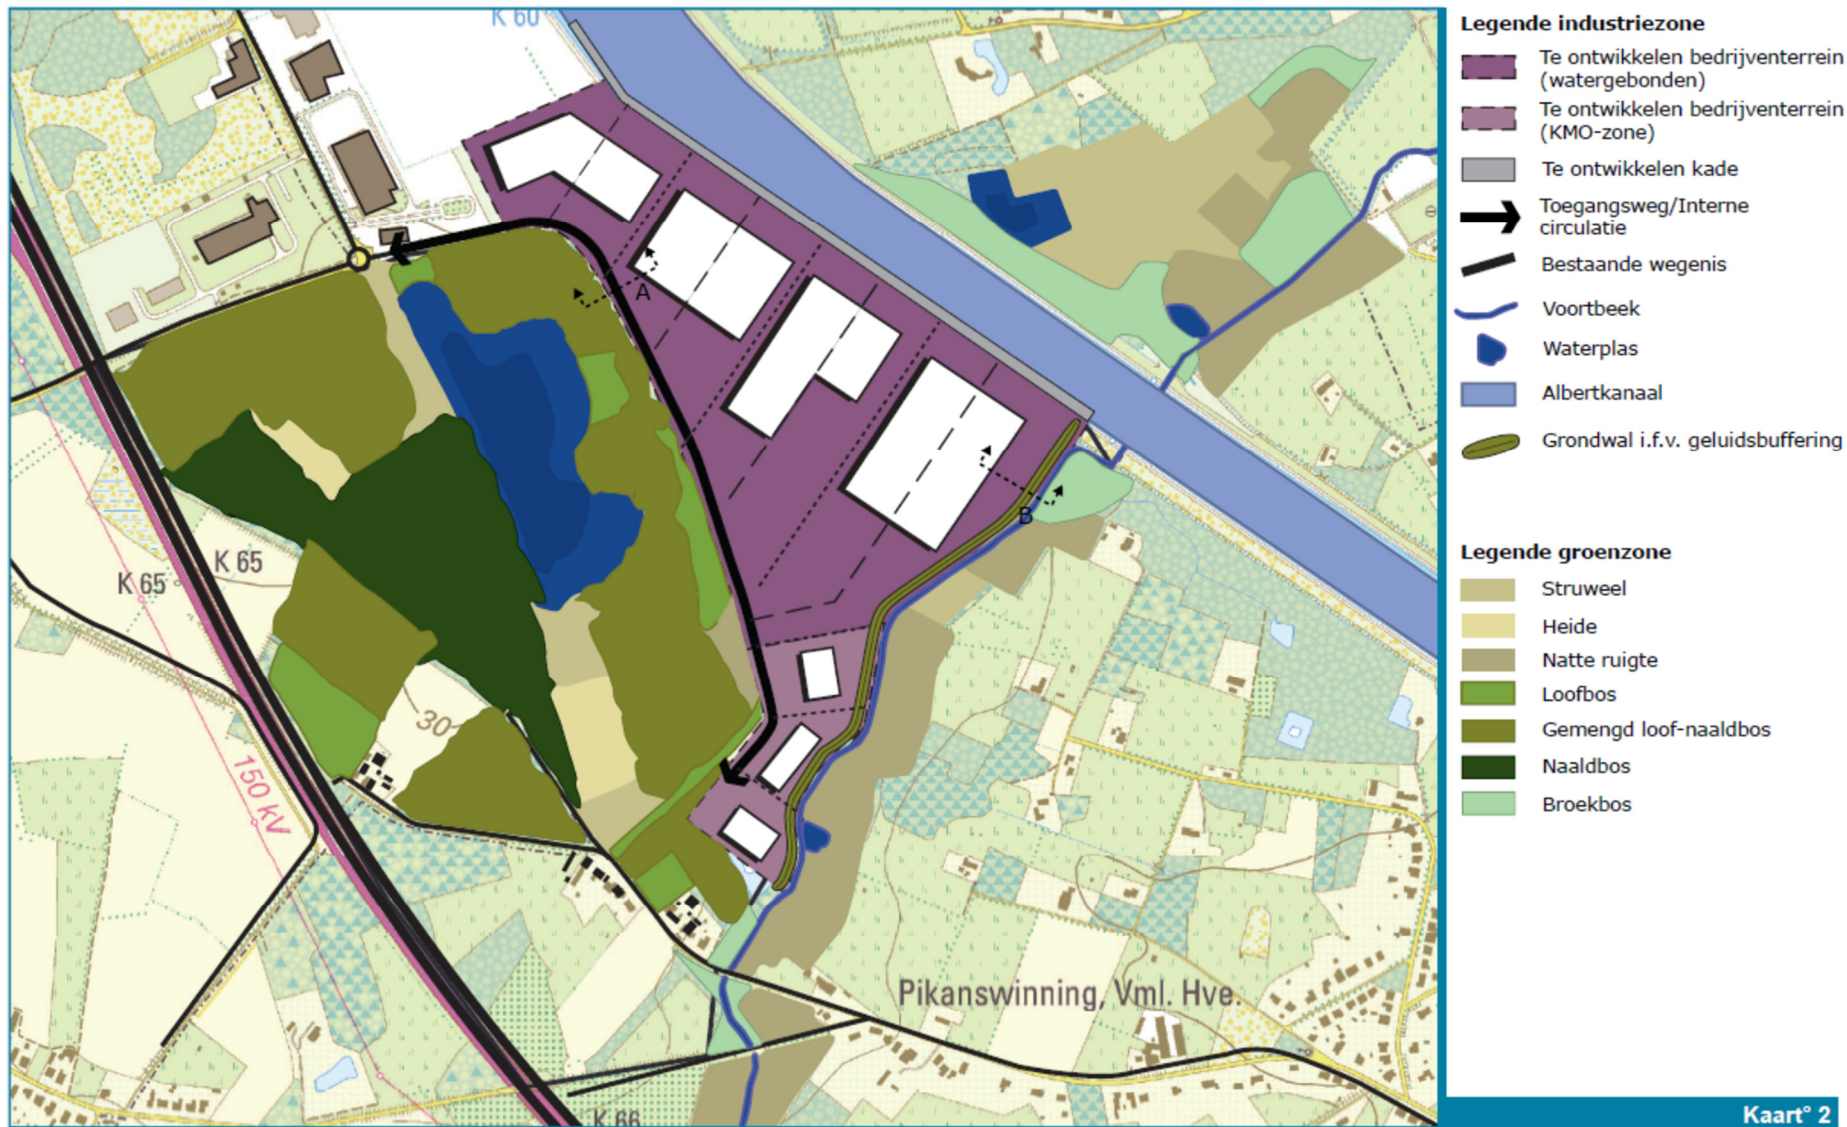 K 60
A
B
K 65
K 65
150 kV
30
Pikanswinning, Vml. Hve.
K 66
Legende industriezone
Te ontwikkelen bedrijventerrein
(watergebonden)
Te ontwikkelen bedrijventerrein
(KMO-zone)
Te ontwikkelen kade
Toegangsweg/Interne
circulatie
Bestaande wegenis
Voortbeek
Waterplas
Albertkanaal
Grondwal i.f.v. geluidsbuffering
Legende groenzone
Struweel
Heide
Natte ruigte
Loofbos
Gemengd loof-naaldbos
Naaldbos
Broekbos
Kaart° 2